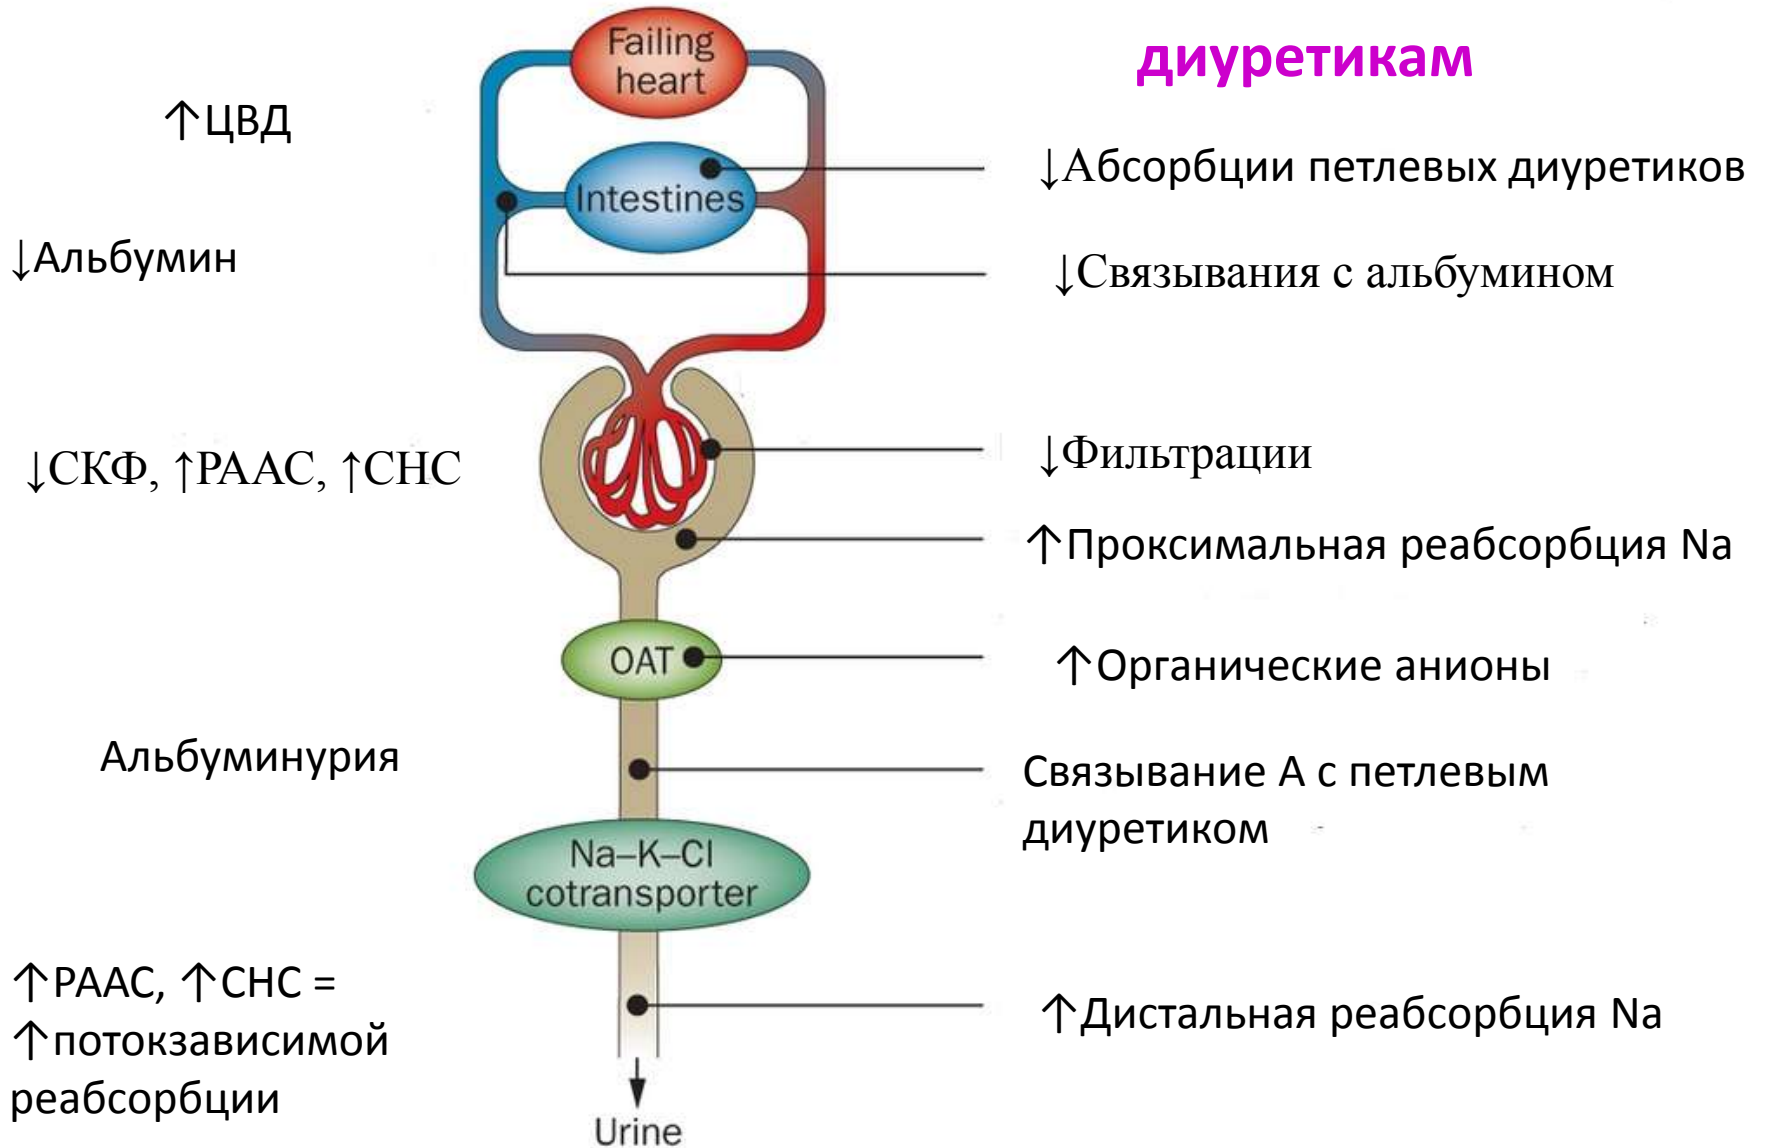 диуретикам
Failing
heart
↑ЦВД
Intestines
↓Абсорбции петлевых диуретиков
↓Альбумин
↓Связывания с альбумином
↓СКФ, ↑РААС, ↑СНС
↓Фильтрации
↑Проксимальная реабсорбция Na
OAT
↑Органические анионы
Альбуминурия
Связывание А с петлевым
диуретиком
Na–K–Cl
cotransporter
↑РААС, ↑СНС =
↑потокзависимой
реабсорбции
↑Дистальная реабсорбция Na
Urine